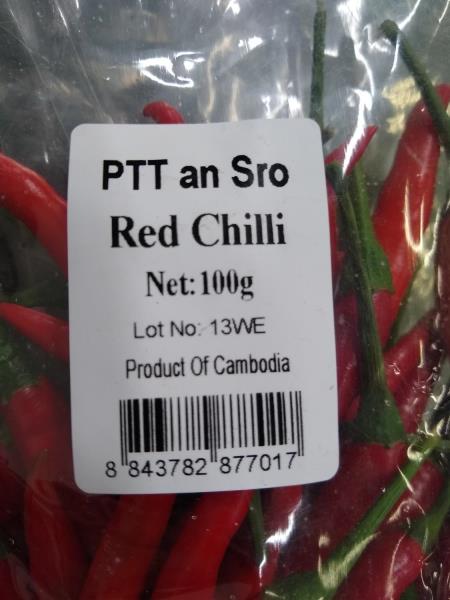 PTT an Sro
Red Chilli
Net:100g
Lot No: 13WE
Product Of Cambodia
8 843782 877017